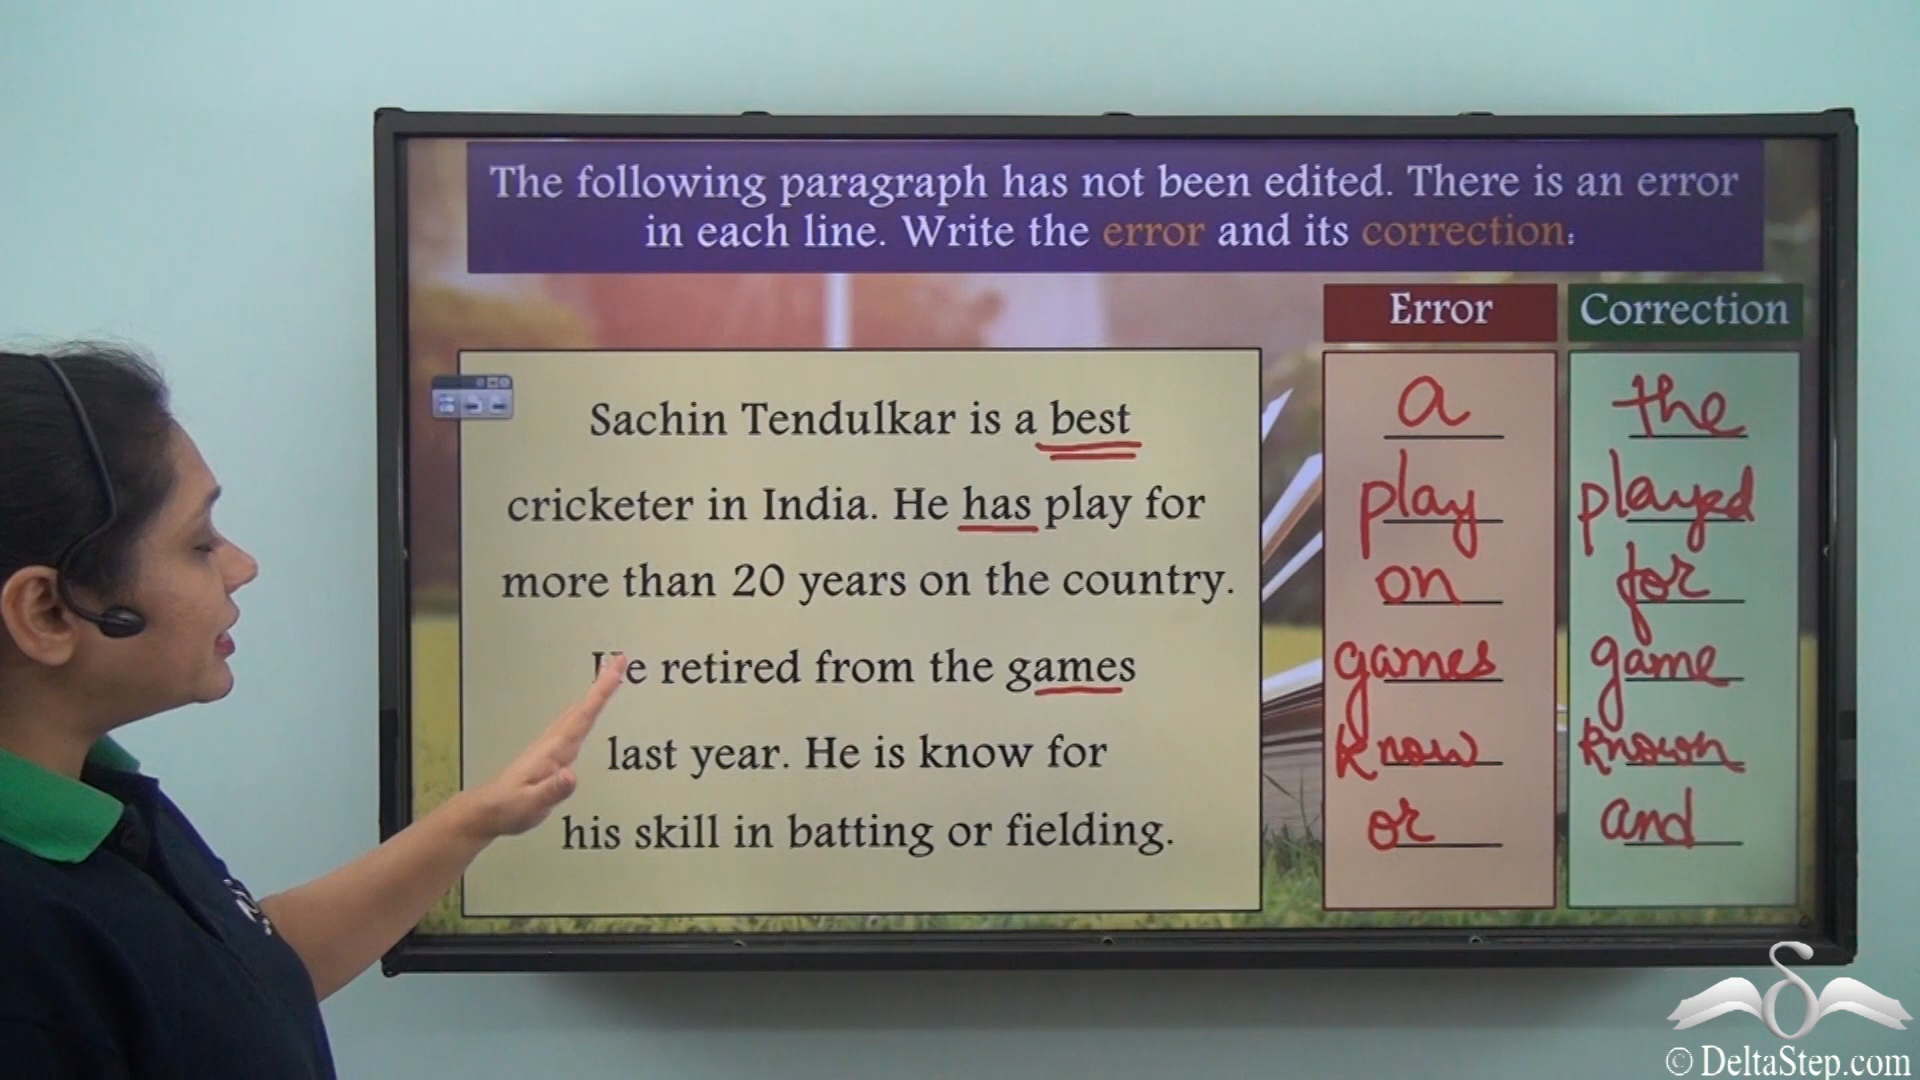 The following paragraph has not been edited. There is an error
in each line. Write the error and its correction:
Error
Correction
Sachin Tendulkar is a best
cricketer in India. He has play for
more than 20 years on the country.
He retired from the games
last year. He is know for
his skill in batting or fielding.
a
the
play
played
on
for
games
game
know
known
or
and
© DeltaStep.com